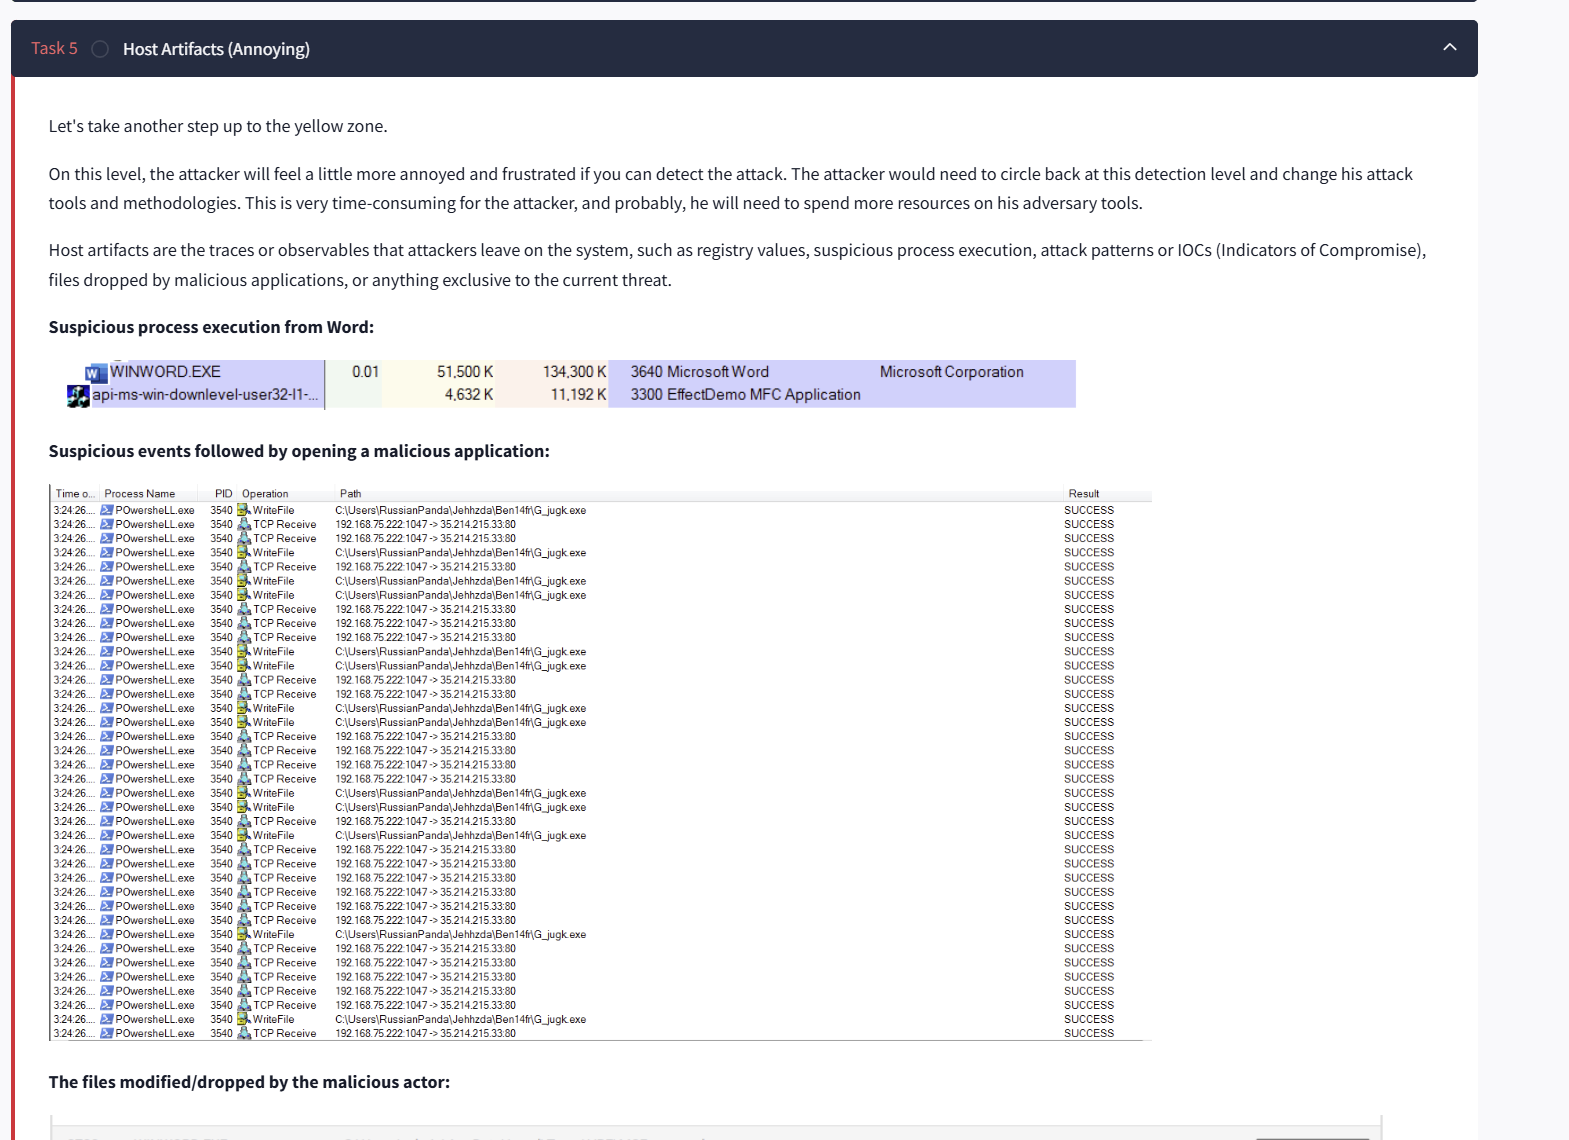 Task 5 Host Artifacts (Annoying)
Let's take another step up to the yellow zone.
On this level, the attacker will feel a little more annoyed and frustrated if you can detect the attack. The attacker would need to circle back at this detection level and change his attack
tools and methodologies. This is very time-consuming for the attacker, and probably, he will need to spend more resources on his adversary tools.
Host artifacts are the traces or observables that attackers leave on the system, such as registry values, suspicious process execution, attack patterns or IOCs (Indicators of Compromise),
files dropped by malicious applications, or anything exclusive to the current threat.
Suspicious process execution from Word:
WINWORD.EXE 0.01 51,500 K 134,300 K 3640 Microsoft Word Microsoft Corporation
api-ms-win-downlevel-user32-l1-... 4,632 K 11,192 K 3300 EffectDemo MFC Application
Suspicious events followed by opening a malicious application:
Time o... Process Name PID Operation Path Result
3:24:26.... POwersheLL.exe 3540 WriteFile C:\Users\RussianPanda\Jehhzda\Ben14fr\G_jugk.exe SUCCESS
3:24:26.... POwersheLL.exe 3540 TCP Receive 192.168.75.222:1047 -> 35.214.215.33:80 SUCCESS
3:24:26.... POwersheLL.exe 3540 TCP Receive 192.168.75.222:1047 -> 35.214.215.33:80 SUCCESS
3:24:26.... POwersheLL.exe 3540 WriteFile C:\Users\RussianPanda\Jehhzda\Ben14fr\G_jugk.exe SUCCESS
3:24:26.... POwersheLL.exe 3540 TCP Receive 192.168.75.222:1047 -> 35.214.215.33:80 SUCCESS
3:24:26.... POwersheLL.exe 3540 WriteFile C:\Users\RussianPanda\Jehhzda\Ben14fr\G_jugk.exe SUCCESS
3:24:26.... POwersheLL.exe 3540 WriteFile C:\Users\RussianPanda\Jehhzda\Ben14fr\G_jugk.exe SUCCESS
3:24:26.... POwersheLL.exe 3540 TCP Receive 192.168.75.222:1047 -> 35.214.215.33:80 SUCCESS
3:24:26.... POwersheLL.exe 3540 TCP Receive 192.168.75.222:1047 -> 35.214.215.33:80 SUCCESS
3:24:26.... POwersheLL.exe 3540 TCP Receive 192.168.75.222:1047 -> 35.214.215.33:80 SUCCESS
3:24:26.... POwersheLL.exe 3540 WriteFile C:\Users\RussianPanda\Jehhzda\Ben14fr\G_jugk.exe SUCCESS
3:24:26.... POwersheLL.exe 3540 WriteFile C:\Users\RussianPanda\Jehhzda\Ben14fr\G_jugk.exe SUCCESS
3:24:26.... POwersheLL.exe 3540 TCP Receive 192.168.75.222:1047 -> 35.214.215.33:80 SUCCESS
3:24:26.... POwersheLL.exe 3540 TCP Receive 192.168.75.222:1047 -> 35.214.215.33:80 SUCCESS
3:24:26.... POwersheLL.exe 3540 WriteFile C:\Users\RussianPanda\Jehhzda\Ben14fr\G_jugk.exe SUCCESS
3:24:26.... POwersheLL.exe 3540 WriteFile C:\Users\RussianPanda\Jehhzda\Ben14fr\G_jugk.exe SUCCESS
3:24:26.... POwersheLL.exe 3540 TCP Receive 192.168.75.222:1047 -> 35.214.215.33:80 SUCCESS
3:24:26.... POwersheLL.exe 3540 TCP Receive 192.168.75.222:1047 -> 35.214.215.33:80 SUCCESS
3:24:26.... POwersheLL.exe 3540 TCP Receive 192.168.75.222:1047 -> 35.214.215.33:80 SUCCESS
3:24:26.... POwersheLL.exe 3540 TCP Receive 192.168.75.222:1047 -> 35.214.215.33:80 SUCCESS
3:24:26.... POwersheLL.exe 3540 WriteFile C:\Users\RussianPanda\Jehhzda\Ben14fr\G_jugk.exe SUCCESS
3:24:26.... POwersheLL.exe 3540 WriteFile C:\Users\RussianPanda\Jehhzda\Ben14fr\G_jugk.exe SUCCESS
3:24:26.... POwersheLL.exe 3540 TCP Receive 192.168.75.222:1047 -> 35.214.215.33:80 SUCCESS
3:24:26.... POwersheLL.exe 3540 WriteFile C:\Users\RussianPanda\Jehhzda\Ben14fr\G_jugk.exe SUCCESS
3:24:26.... POwersheLL.exe 3540 TCP Receive 192.168.75.222:1047 -> 35.214.215.33:80 SUCCESS
3:24:26.... POwersheLL.exe 3540 TCP Receive 192.168.75.222:1047 -> 35.214.215.33:80 SUCCESS
3:24:26.... POwersheLL.exe 3540 TCP Receive 192.168.75.222:1047 -> 35.214.215.33:80 SUCCESS
3:24:26.... POwersheLL.exe 3540 TCP Receive 192.168.75.222:1047 -> 35.214.215.33:80 SUCCESS
3:24:26.... POwersheLL.exe 3540 TCP Receive 192.168.75.222:1047 -> 35.214.215.33:80 SUCCESS
3:24:26.... POwersheLL.exe 3540 TCP Receive 192.168.75.222:1047 -> 35.214.215.33:80 SUCCESS
3:24:26.... POwersheLL.exe 3540 WriteFile C:\Users\RussianPanda\Jehhzda\Ben14fr\G_jugk.exe SUCCESS
3:24:26.... POwersheLL.exe 3540 TCP Receive 192.168.75.222:1047 -> 35.214.215.33:80 SUCCESS
3:24:26.... POwersheLL.exe 3540 TCP Receive 192.168.75.222:1047 -> 35.214.215.33:80 SUCCESS
3:24:26.... POwersheLL.exe 3540 TCP Receive 192.168.75.222:1047 -> 35.214.215.33:80 SUCCESS
3:24:26.... POwersheLL.exe 3540 TCP Receive 192.168.75.222:1047 -> 35.214.215.33:80 SUCCESS
3:24:26.... POwersheLL.exe 3540 WriteFile C:\Users\RussianPanda\Jehhzda\Ben14fr\G_jugk.exe SUCCESS
3:24:26.... POwersheLL.exe 3540 TCP Receive 192.168.75.222:1047 -> 35.214.215.33:80 SUCCESS
The files modified/dropped by the malicious actor: